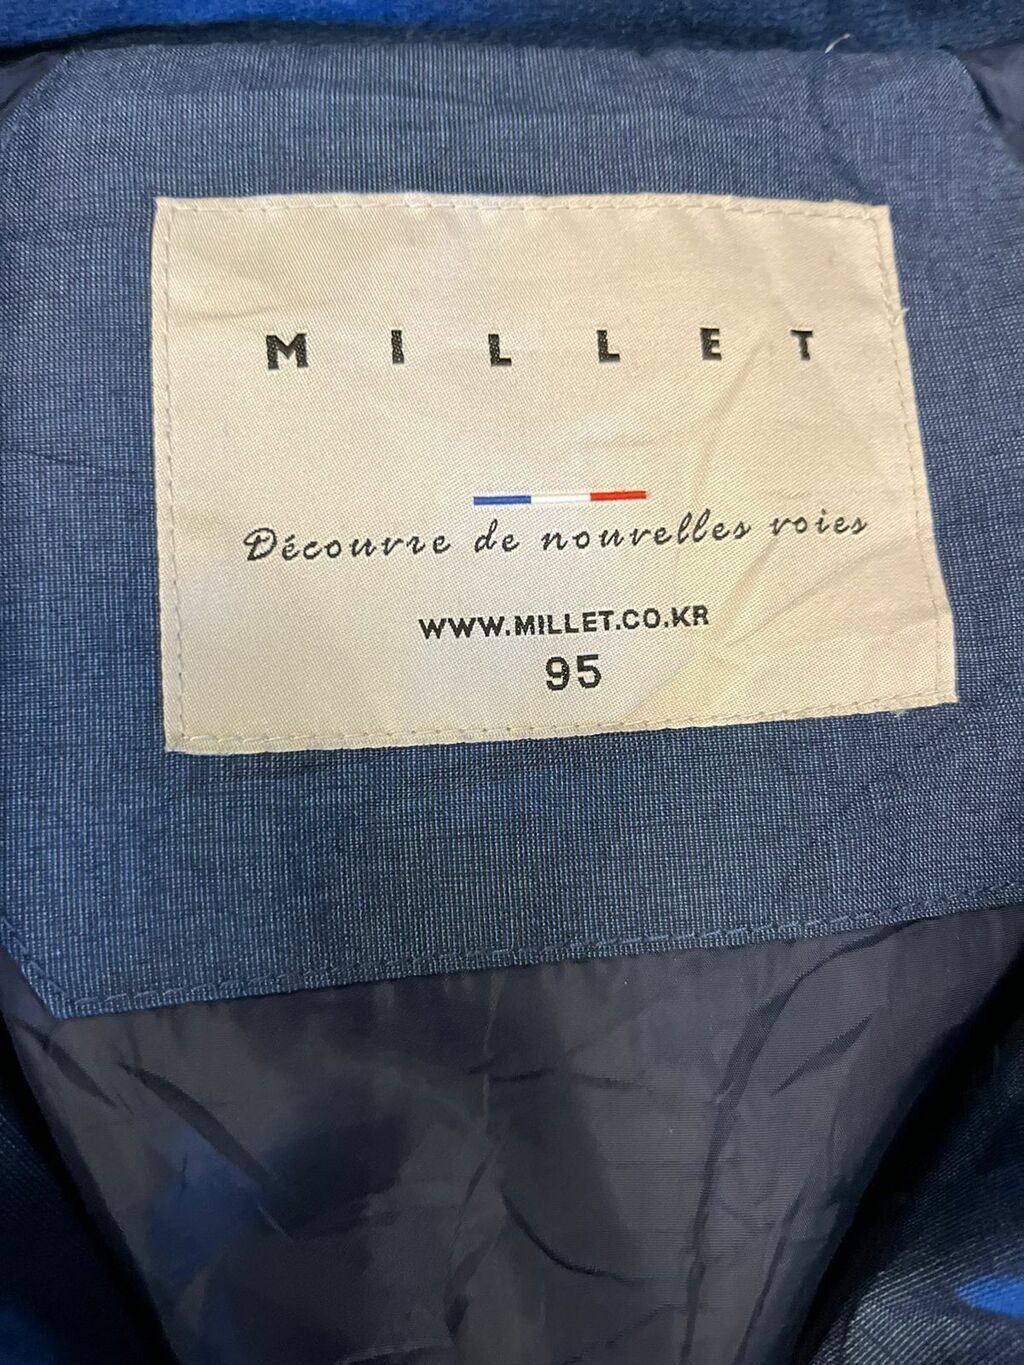 MILLET
Découvre de nouvelles voies
WWW.MILLET.CO.KR
95